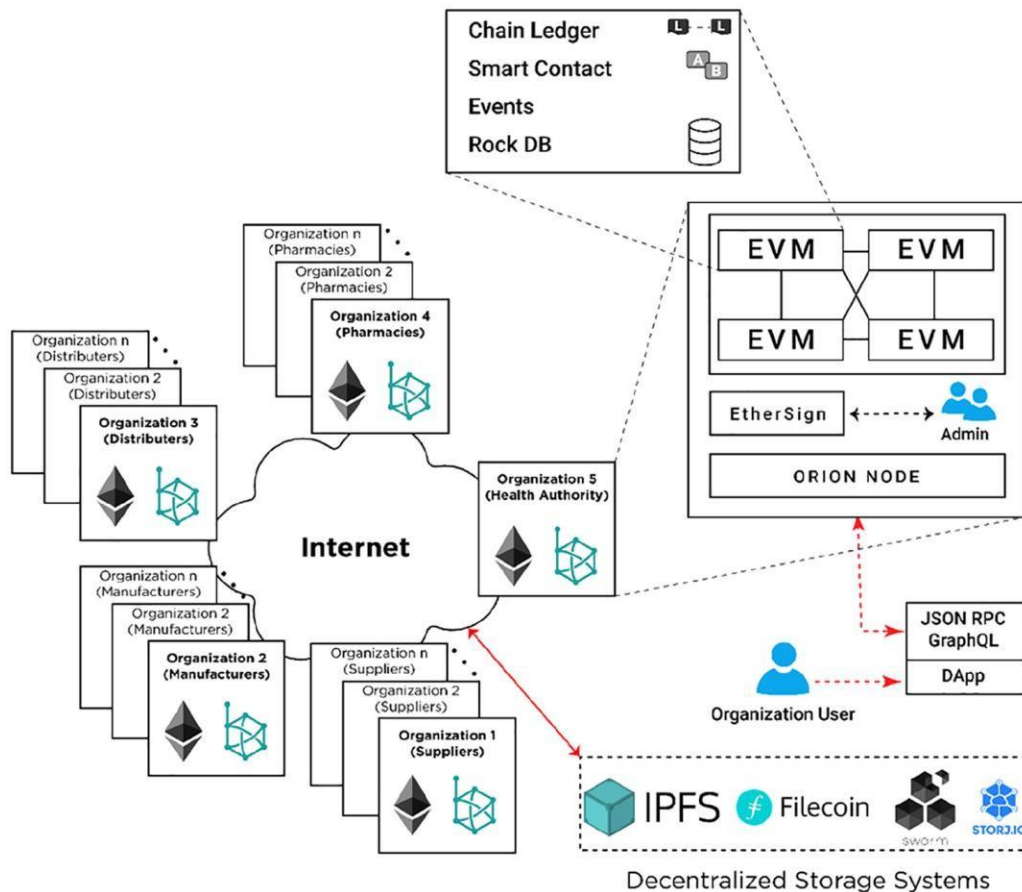 Chain Ledger
L L
Smart Contact
A
B
Events
Rock DB
EVM EVM
EVM EVM
EtherSign
Admin
ORION NODE
Organization n
(Pharmacies)
Organization 2
(Pharmacies)
Organization 4
(Pharmacies)
Organization n
(Distributers)
Organization 2
(Distributers)
Organization 3
(Distributers)
Organization 5
(Health Authority)
Internet
Organization n
(Manufacturers)
Organization 2
(Manufacturers)
Organization 2
(Manufacturers)
Organization n
(Suppliers)
Organization 2
(Suppliers)
Organization 1
(Suppliers)
JSON RPC
GraphQL
DApp
Organization User
IPFS
Filecoin
swarm
STORJ.IO
Decentralized Storage Systems